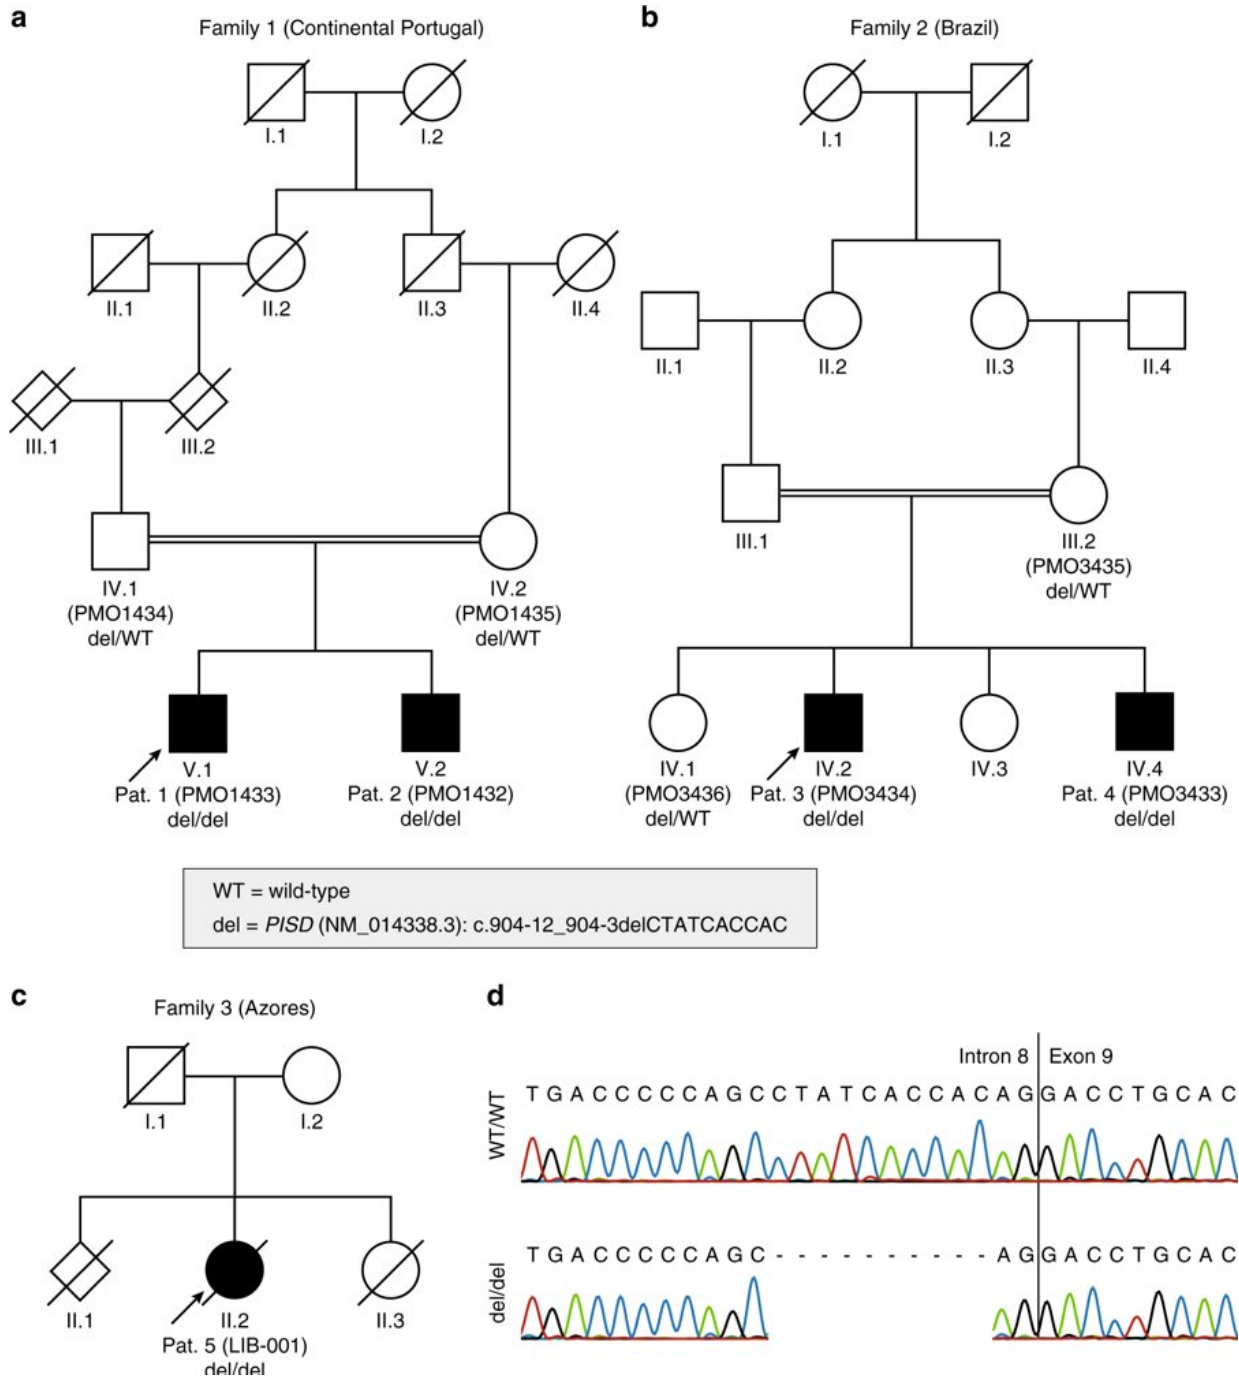 a
Family 1 (Continental Portugal)
I.1
I.2
II.1
II.2
II.3
II.4
III.1
III.2
IV.1
(PMO1434)
del/WT
IV.2
(PMO1435)
del/WT
V.1
Pat. 1 (PMO1433)
del/del
V.2
Pat. 2 (PMO1432)
del/del
b
Family 2 (Brazil)
I.1
I.2
II.1
II.2
II.3
II.4
III.1
III.2
(PMO3435)
del/WT
IV.1
(PMO3436)
del/WT
IV.2
Pat. 3 (PMO3434)
del/del
IV.3
IV.4
Pat. 4 (PMO3433)
del/del
WT = wild-type
del = PISD (NM_014338.3): c.904-12_904-3delCTATCACCAC
c
Family 3 (Azores)
I.1
I.2
II.1
II.2
Pat. 5 (LIB-001)
del/del
II.3
d
Intron 8 Exon 9
WT/WT
T G A C C C C C A G C C T A T C A C C A C A G G A C C T G C A C
del/del
T G A C C C C C A G C - - - - - - - - - - A G G A C C T G C A C